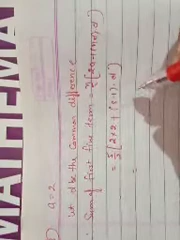 MATHEMA
a=2
let d be the common difference
∴ Sum of first five term = 5/2[2a+(n-1).d]
= 5/2[2×2+(5-1).d]